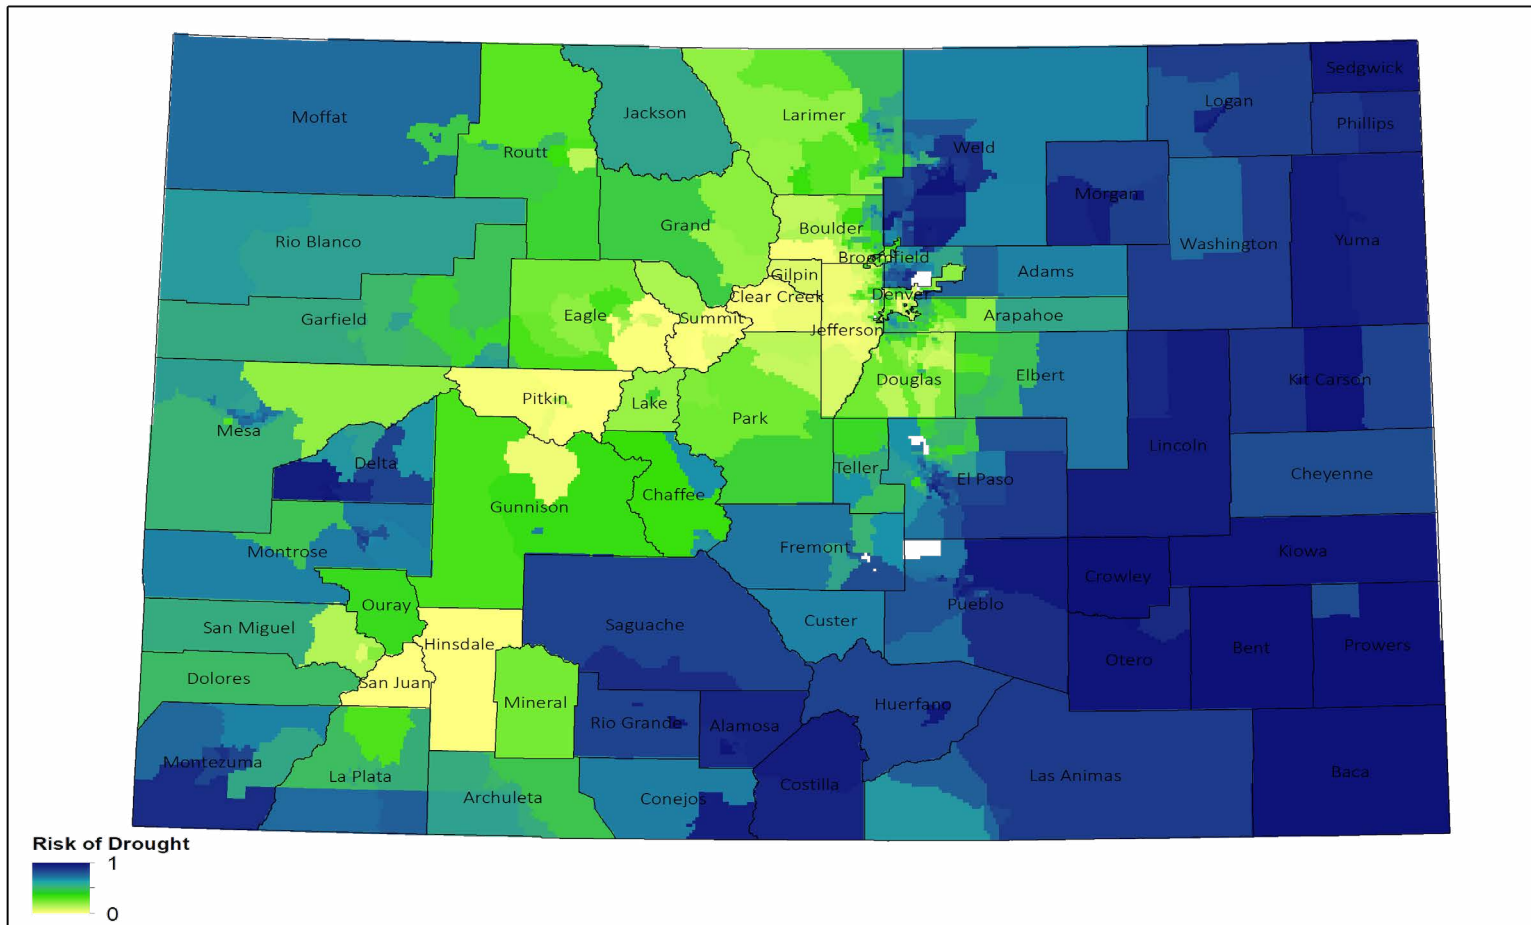 Sedgwick
Logan
Moffat
Jackson
Larimer
Phillips
Weld
Routt
Morgan
Grand
Boulder
Rio Blanco
Washington
Yuma
Broomfield
Gilpin
Adams
Clear Creek
Denver
Garfield
Eagle
Summit
Arapahoe
Jefferson
Douglas
Elbert
Kit Carson
Pitkin
Lake
Park
Mesa
Lincoln
Delta
Teller
Cheyenne
El Paso
Chaffee
Gunnison
Montrose
Fremont
Kiowa
Crowley
Ouray
Pueblo
San Miguel
Saguache
Custer
Hinsdale
Prowers
Bent
Otero
Dolores
San Juan
Mineral
Huerfano
Rio Grande
Alamosa
Montezuma
La Plata
Las Animas
Baca
Costilla
Archuleta
Conejos
Risk of Drought
1
0